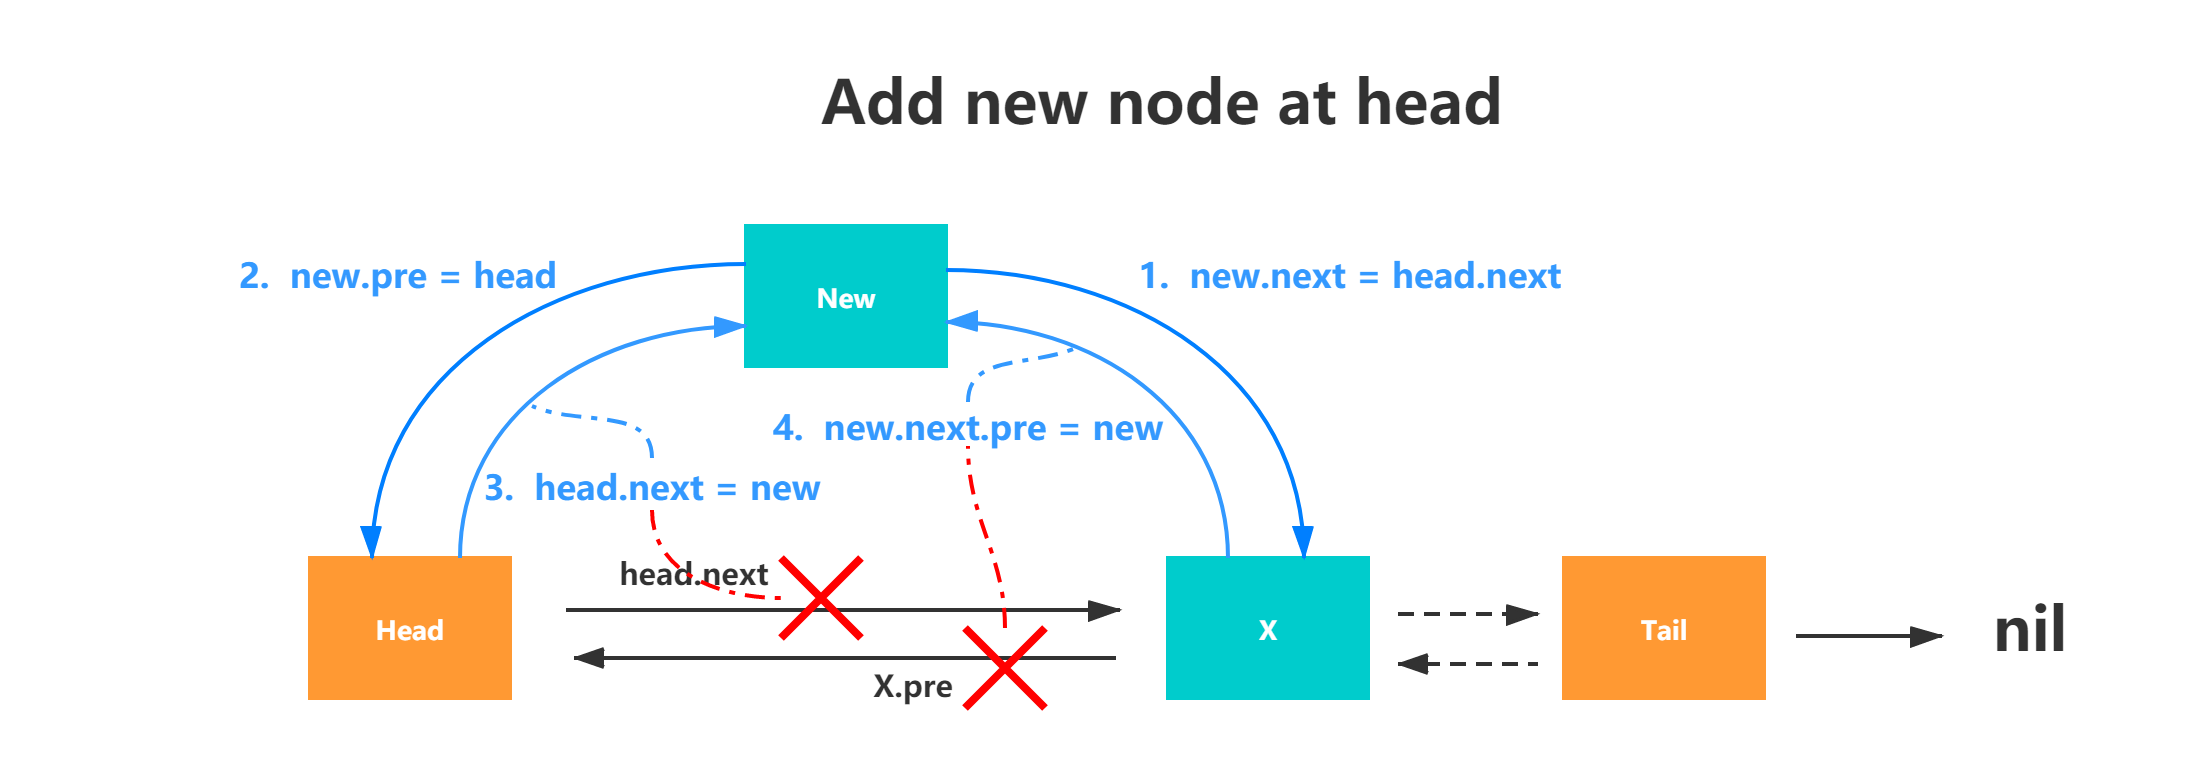 Add new node at head
2. new.pre = head
1. new.next = head.next
New
4. new.next.pre = new
3. head.next = new
head.next
Head
X
Tail
nil
X.pre